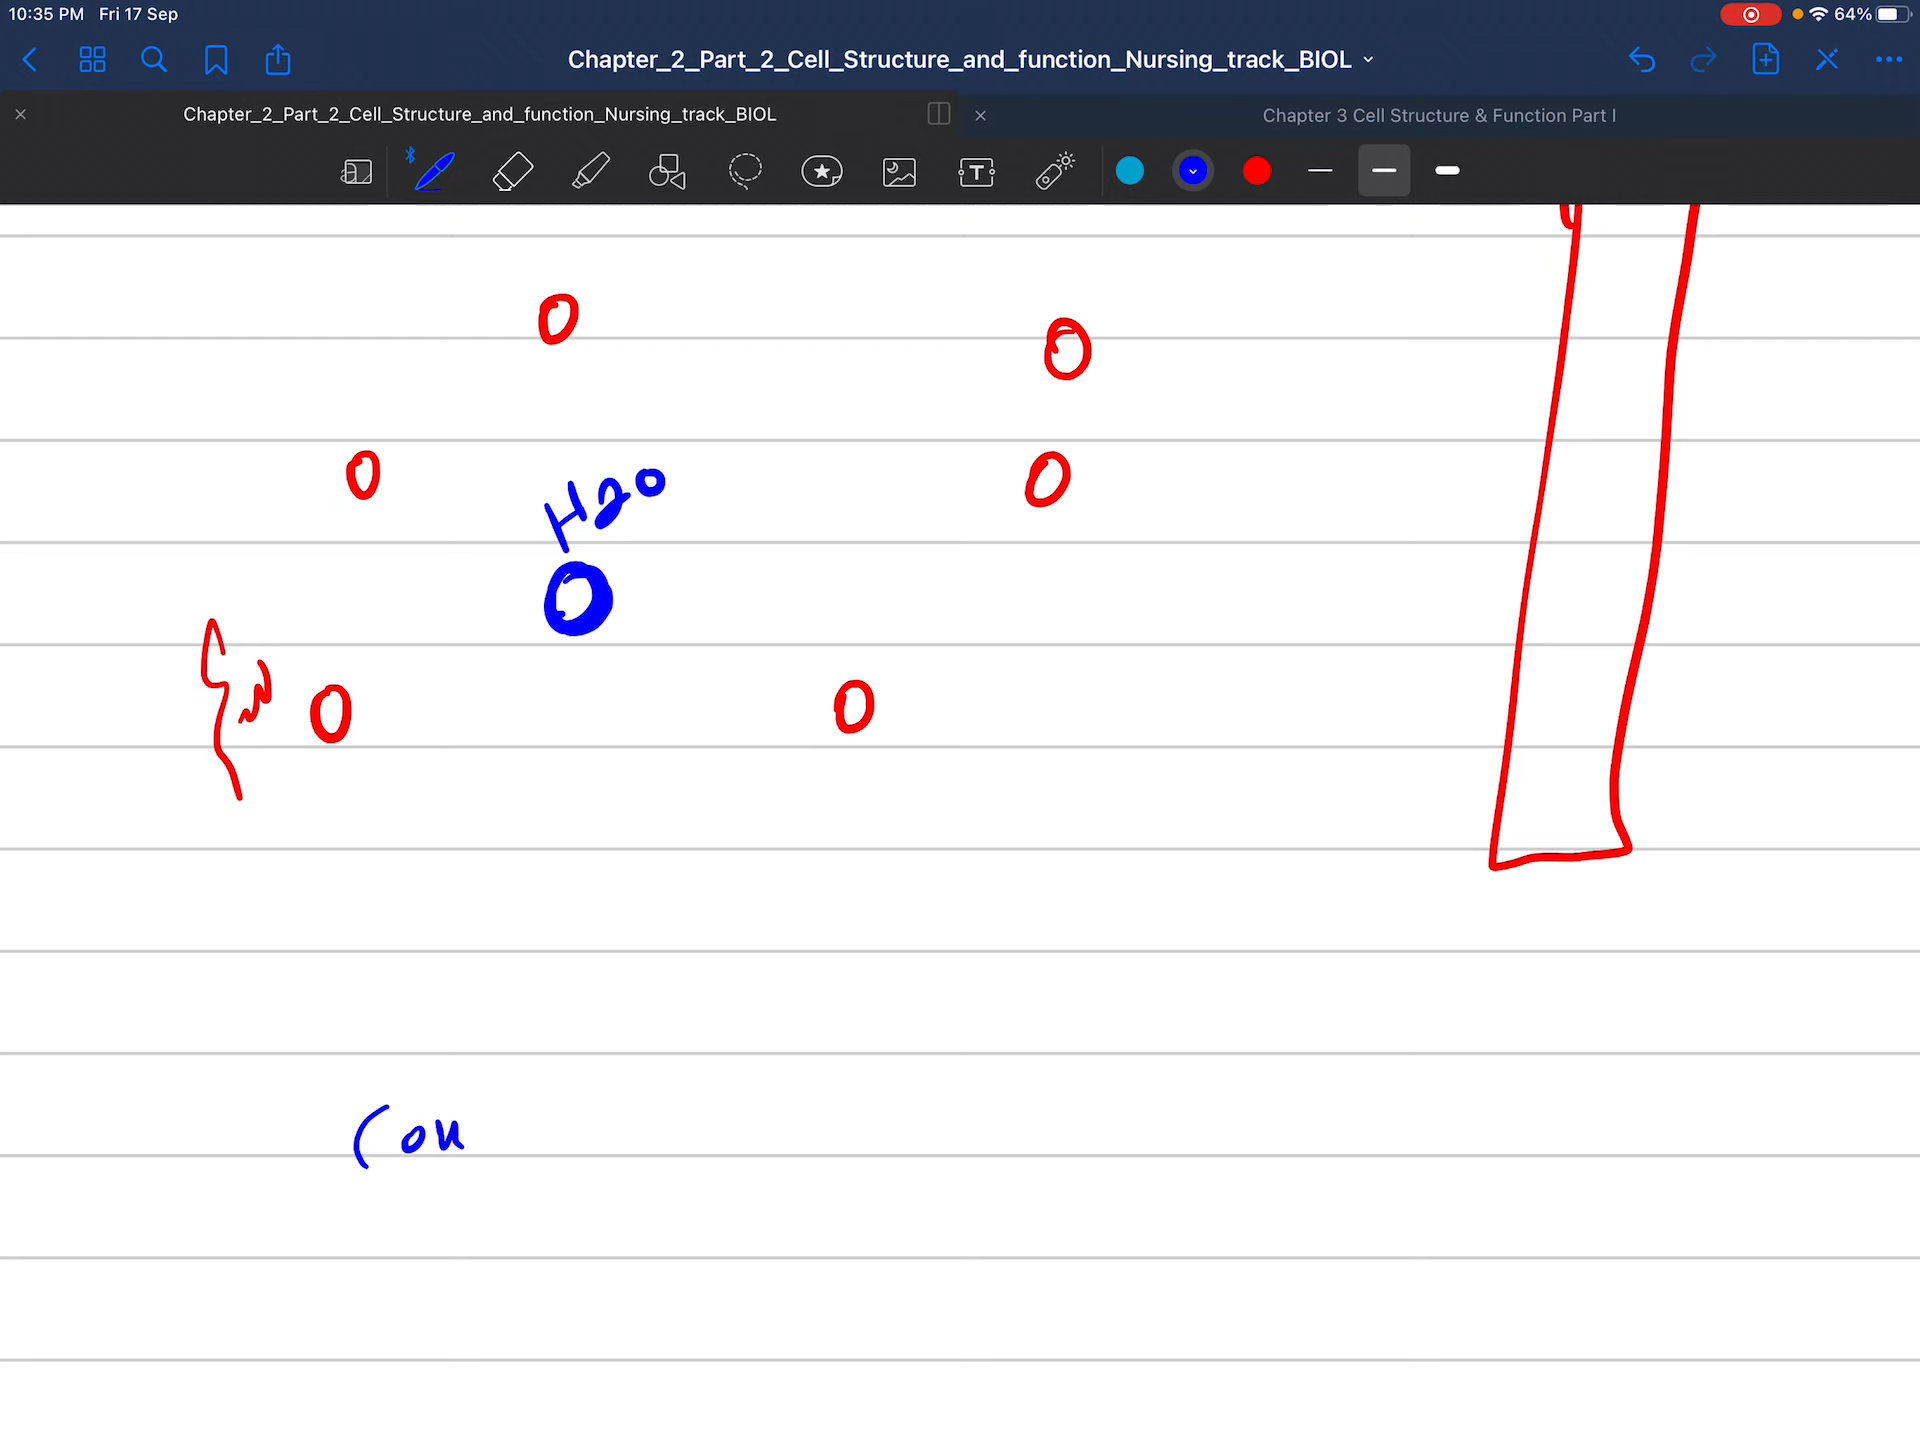 10:35 PM Fri 17 Sep
64%
Chapter_2_Part_2_Cell_Structure_and_function_Nursing_track_BIOL
Chapter_2_Part_2_Cell_Structure_and_function_Nursing_track_BIOL
Chapter 3 Cell Structure & Function Part I
T
H2O
Con